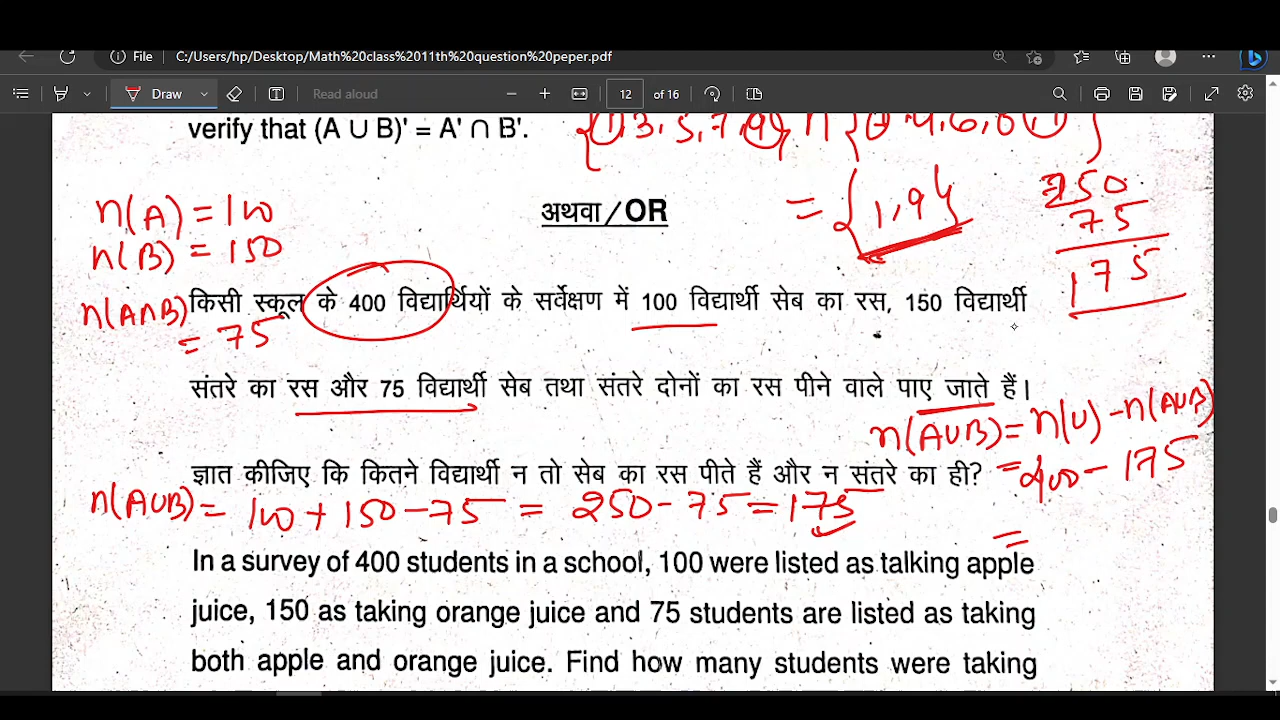 File C:/Users/hp/Desktop/Math%20class%2011th%20question%20peper.pdf
Draw Read aloud 12 of 16
verify that (A ∪ B)' = A' ∩ B'.
अथवा/OR
= {1,9}
250
75
175
n(A) = 100
n(B) = 150
n(A∩B) = 75
किसी स्कूल के 400 विद्यार्थियों के सर्वेक्षण में 100 विद्यार्थी सेब का रस, 150 विद्यार्थी
संतरे का रस और 75 विद्यार्थी सेब तथा संतरे दोनों का रस पीने वाले पाए जाते हैं।
n(A∪B) = n(U) - n(A∪B)
ज्ञात कीजिए कि कितने विद्यार्थी न तो सेब का रस पीते हैं और न संतरे का ही?
= 400 - 175
n(A∪B) = 100 + 150 - 75 = 250 - 75 = 175
=
In a survey of 400 students in a school, 100 were listed as talking apple
juice, 150 as taking orange juice and 75 students are listed as taking
both apple and orange juice. Find how many students were taking